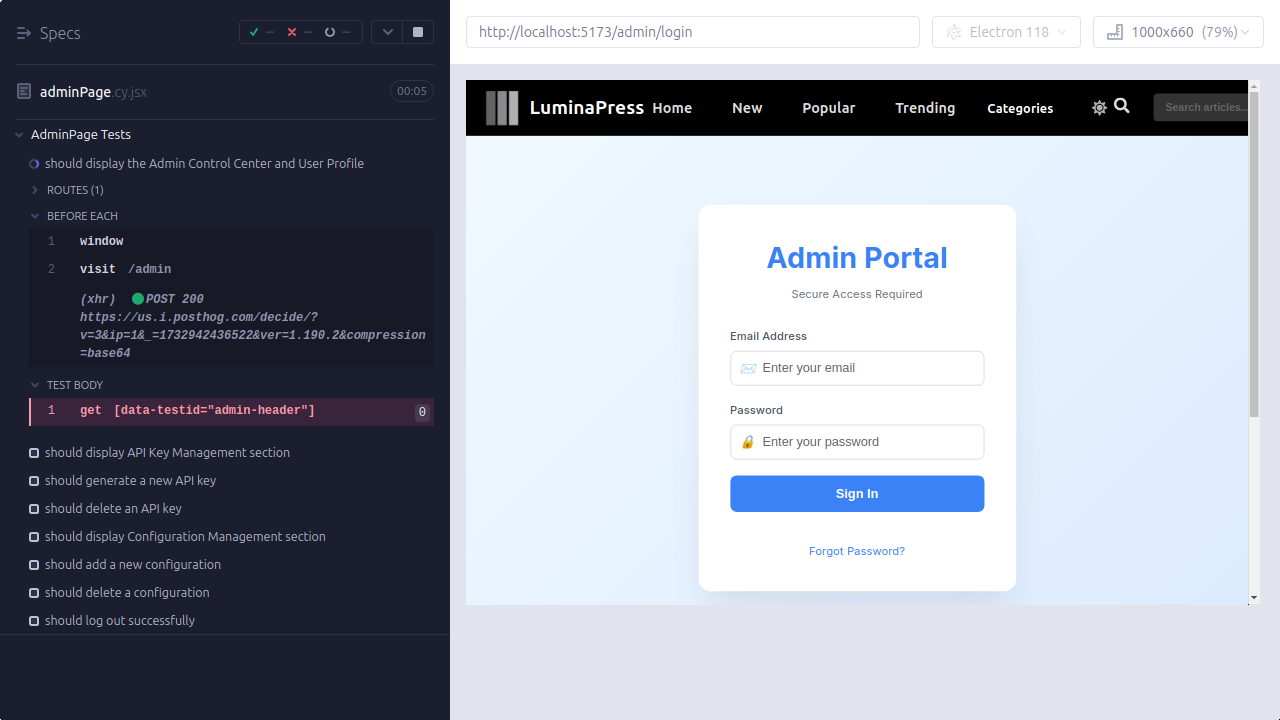 Specs
-- -- --
adminPage.cy.jsx 00:05
AdminPage Tests
should display the Admin Control Center and User Profile
ROUTES (1)
BEFORE EACH
1 window
2 visit /admin
(xhr) POST 200
https://us.i.posthog.com/decide/?
v=3&ip=1&_=1732942436522&ver=1.190.2&compression
=base64
TEST BODY
1 get [data-testid="admin-header"] 0
should display API Key Management section
should generate a new API key
should delete an API key
should display Configuration Management section
should add a new configuration
should delete a configuration
should log out successfully
http://localhost:5173/admin/login
Electron 118
1000x660 (79%)
LuminaPress Home New Popular Trending Categories Search articles...
Admin Portal
Secure Access Required
Email Address
Enter your email
Password
Enter your password
Sign In
Forgot Password?